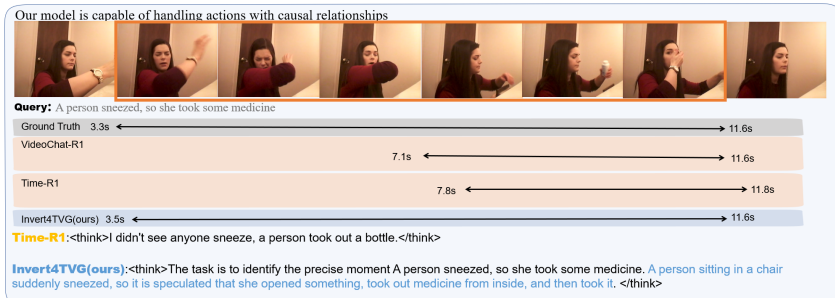 Our model is capable of handling actions with causal relationships
Query: A person sneezed, so she took some medicine
Ground Truth 3.3s 11.6s
VideoChat-R1
7.1s 11.6s
Time-R1
7.8s 11.8s
Invert4TVG(ours) 3.5s 11.6s
Time-R1:<think>I didn't see anyone sneeze, a person took out a bottle.</think>
Invert4TVG(ours):<think>The task is to identify the precise moment A person sneezed, so she took some medicine. A person sitting in a chair
suddenly sneezed, so it is speculated that she opened something, took out medicine from inside, and then took it. </think>